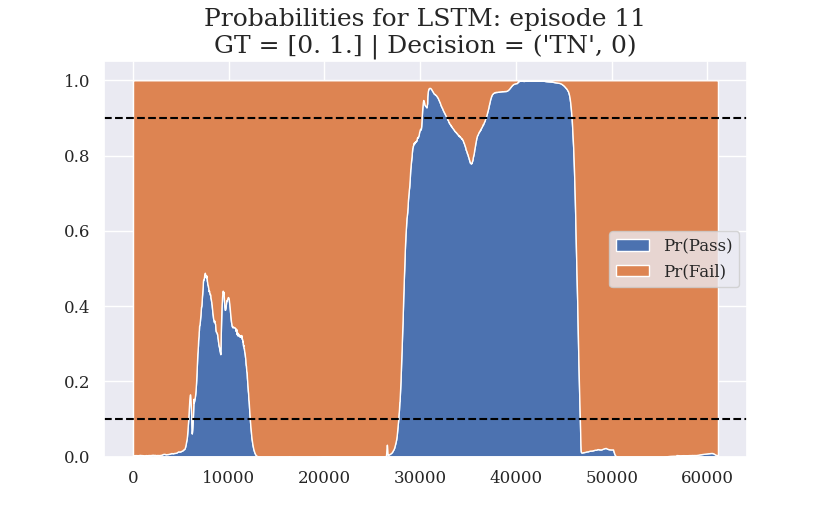 Probabilities for LSTM: episode 11
GT = [0. 1.] | Decision = ('TN', 0)
1.0
0.8
0.6
0.4
0.2
0.0
Pr(Pass)
Pr(Fail)
0 10000 20000 30000 40000 50000 60000